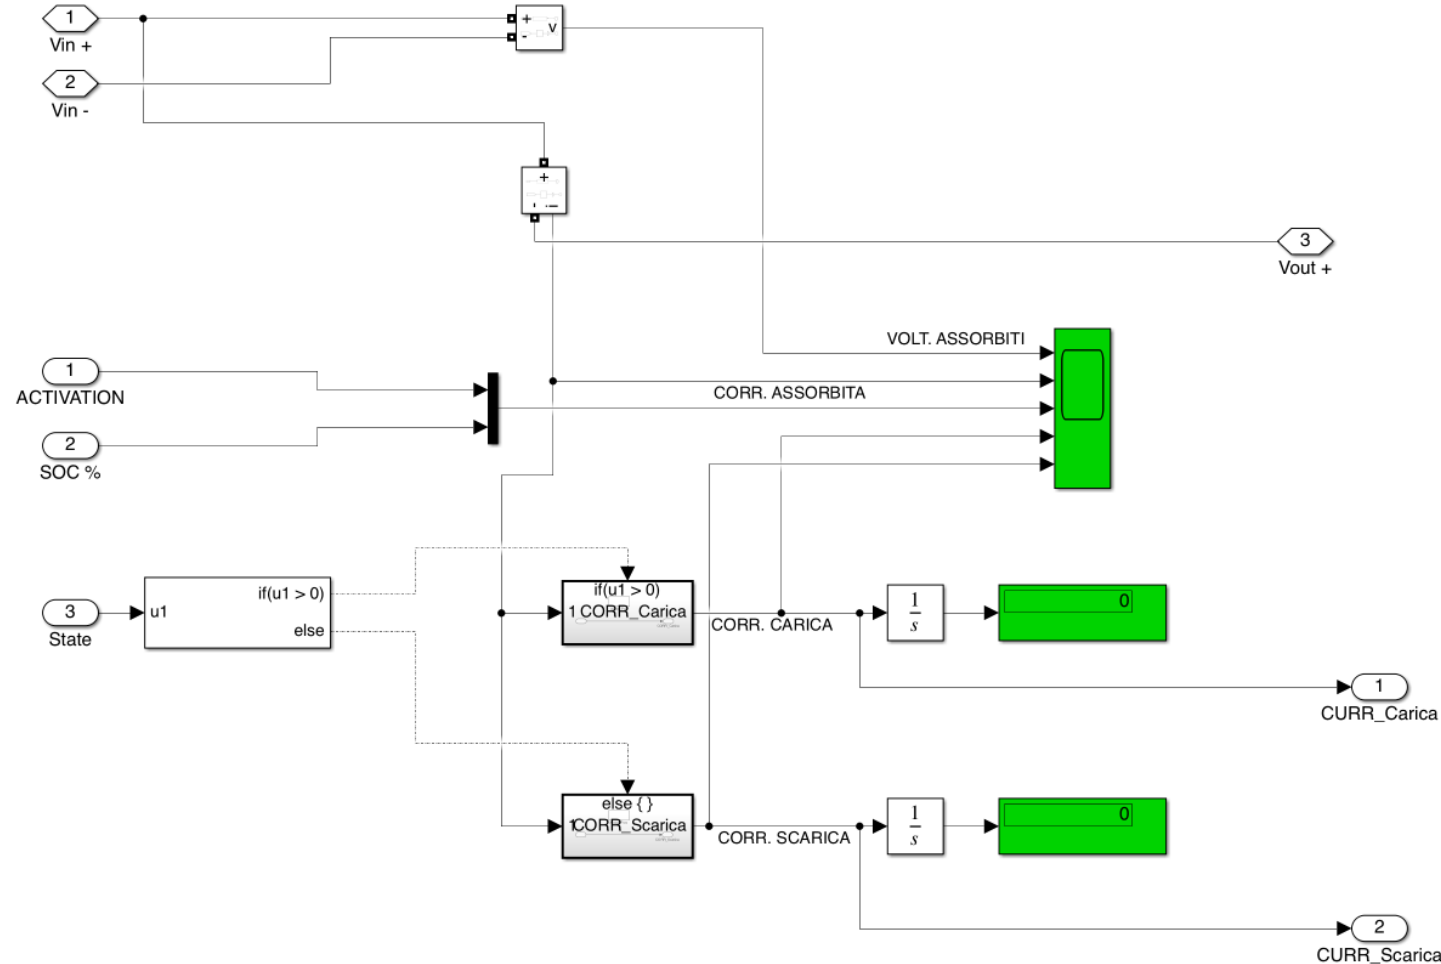 1
Vin +
+
-
v
2
Vin -
+
-
i
3
Vout +
VOLT. ASSORBITI
1
ACTIVATION
CORR. ASSORBITA
2
SOC %
3
State
u1
if(u1 > 0)
else
if(u1 > 0)
1 CORR_Carica
CORR. CARICA
1
s
0
1
CURR_Carica
else { }
1 CORR_Scarica
CORR. SCARICA
1
s
0
2
CURR_Scarica